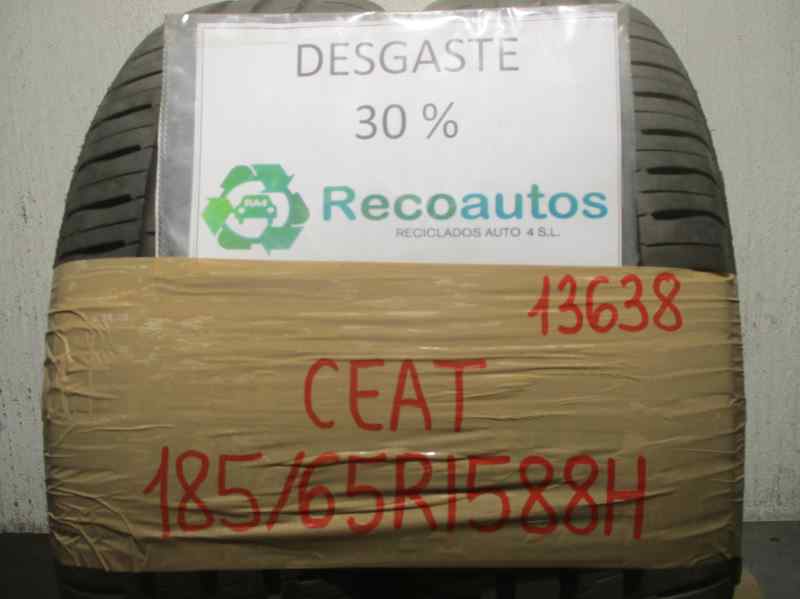 DESGASTE
30 %
RA4
Recoautos
RECICLADOS AUTO 4 S.L.
13638
CEAT
185/65R1588H